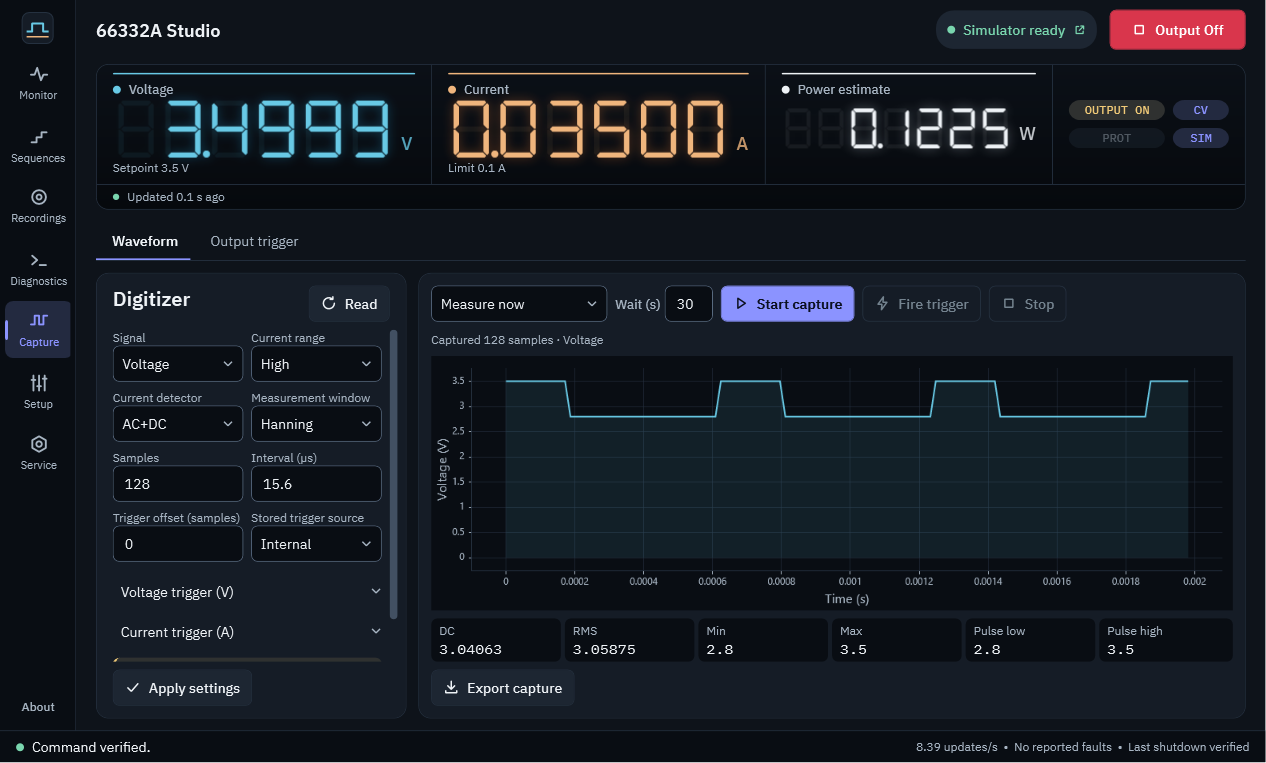 66332A Studio
Simulator ready
Output Off
Monitor
Sequences
Recordings
Diagnostics
Capture
Setup
Service
About
Voltage
3.4999 V
Setpoint 3.5 V
Current
0.03500 A
Limit 0.1 A
Power estimate
0.1225 W
OUTPUT ON
CV
PROT
SIM
Updated 0.1 s ago
Waveform
Output trigger
Digitizer
Read
Signal
Current range
Voltage
High
Current detector
Measurement window
AC+DC
Hanning
Samples
Interval (µs)
128
15.6
Trigger offset (samples)
Stored trigger source
0
Internal
Voltage trigger (V)
Current trigger (A)
Apply settings
Measure now
Wait (s)
30
Start capture
Fire trigger
Stop
Captured 128 samples · Voltage
Voltage (V)
3.5
3
2.5
2
1.5
1
0.5
0
0 0.0002 0.0004 0.0006 0.0008 0.001 0.0012 0.0014 0.0016 0.0018 0.002
Time (s)
DC
3.04063
RMS
3.05875
Min
2.8
Max
3.5
Pulse low
2.8
Pulse high
3.5
Export capture
Command verified.
8.39 updates/s • No reported faults • Last shutdown verified